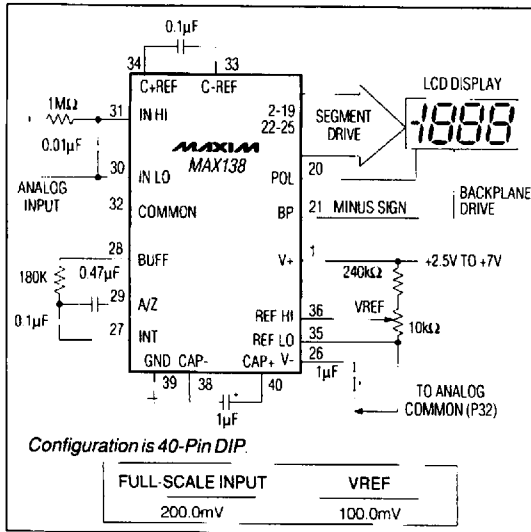 0.1µF
34
33
C+REF
C-REF
1MΩ
31
IN HI
0.01µF
2-19
22-25
SEGMENT
DRIVE
LCD DISPLAY
-1888
MAXIM
MAX138
30
IN LO
ANALOG
INPUT
POL
20
32
COMMON
BP
21
MINUS SIGN
BACKPLANE
DRIVE
28
BUFF
V+
1
+2.5V TO +7V
180K
0.47µF
240kΩ
29
A/Z
REF HI
36
VREF
0.1µF
27
INT
REF LO
35
10kΩ
GND
CAP-
CAP+
V-
26
39
38
40
1µF
1µF
TO ANALOG
COMMON (P32)
Configuration is 40-Pin DIP.
FULL-SCALE INPUT
VREF
200.0mV
100.0mV